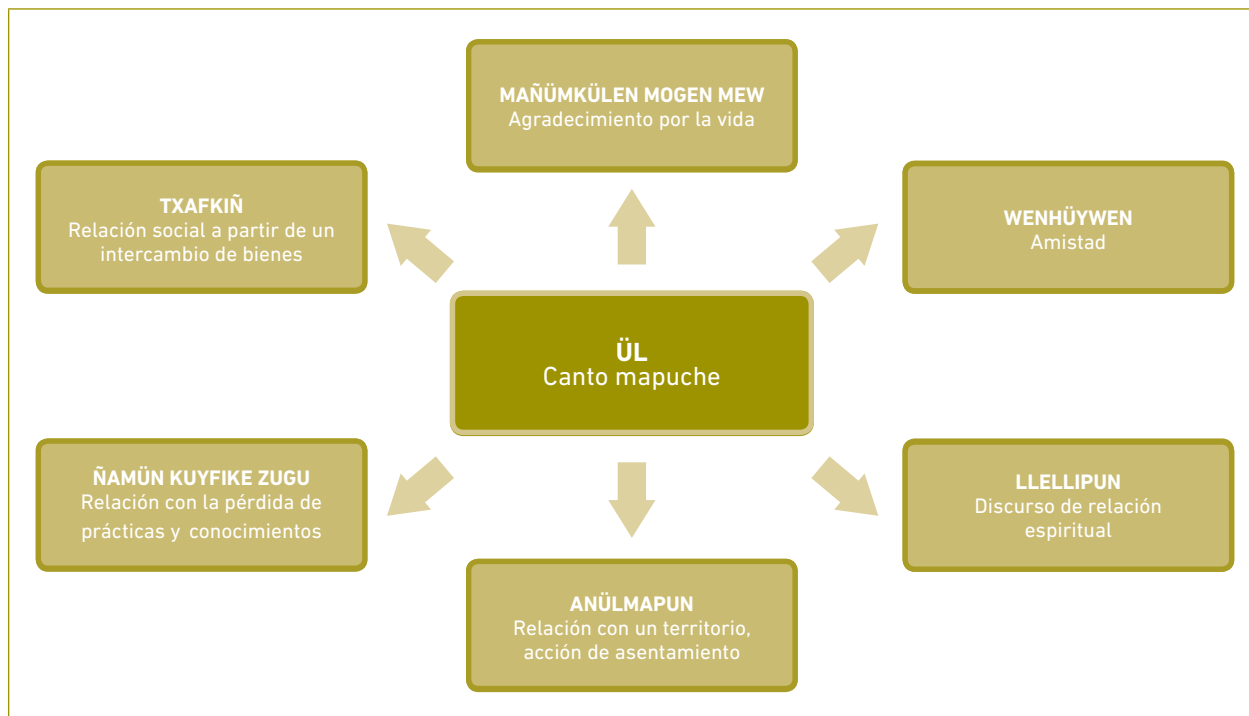 MAÑÜMKÜLEN MOGEN MEW
Agradecimiento por la vida
TXAFKIÑ
Relación social a partir de un
intercambio de bienes
WENHÜYWEN
Amistad
ÜL
Canto mapuche
ÑAMÜN KUYFIKE ZUGU
Relación con la pérdida de
prácticas y conocimientos
LLELLIPUN
Discurso de relación
espiritual
ANÜLMAPUN
Relación con un territorio,
acción de asentamiento